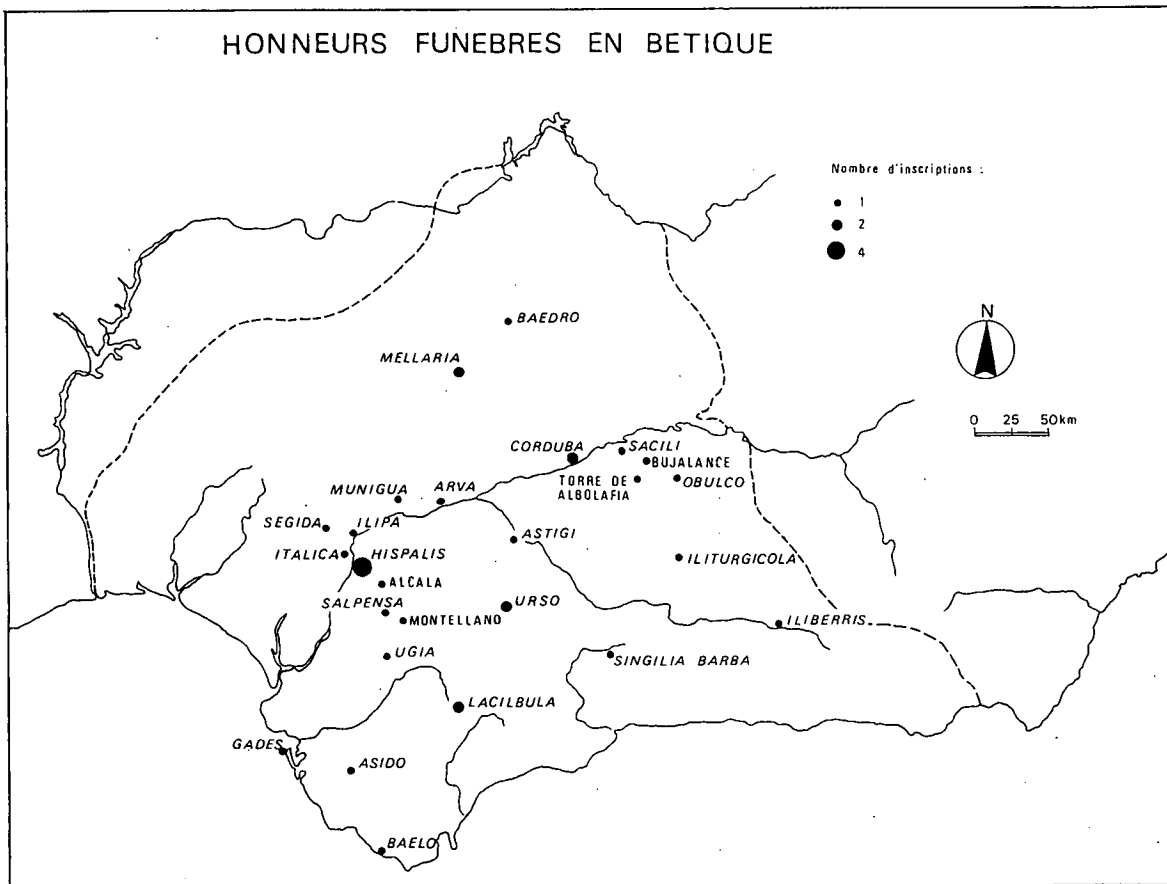 HONNEURS FUNEBRES EN BETIQUE
Nombre d'inscriptions :
1
2
4
N
0 25 50km
BAEDRO
MELLARIA
CORDUBA
SACILI
BUJALANCE
TORRE DE
ALBOLAFIA
OBULCO
MUNIGUA
ARVA
SEGIDA
ILIPA
ASTIGI
ITALICA
HISPALIS
ILITURGICOLA
ALCALA
SALPENSA
MONTELLANO
URSO
ILIBERRIS
UGIA
SINGILIA BARBA
LACILBULA
GADES
ASIDO
BAELO